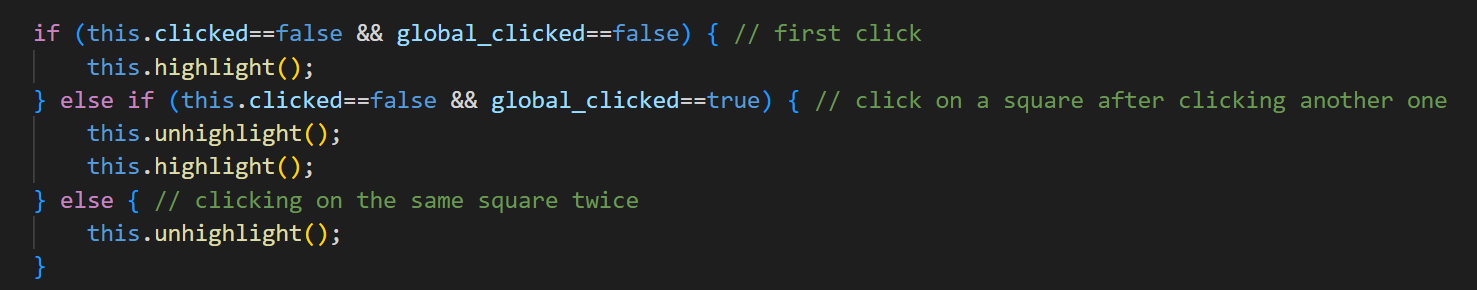 if (this.clicked==false && global_clicked==false) { // first click
    this.highlight();
} else if (this.clicked==false && global_clicked==true) { // click on a square after clicking another one
    this.unhighlight();
    this.highlight();
} else { // clicking on the same square twice
    this.unhighlight();
}